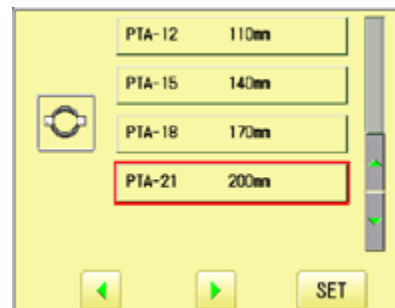 PTA-12 110mm
PTA-15 140mm
PTA-18 170mm
PTA-21 200mm
SET